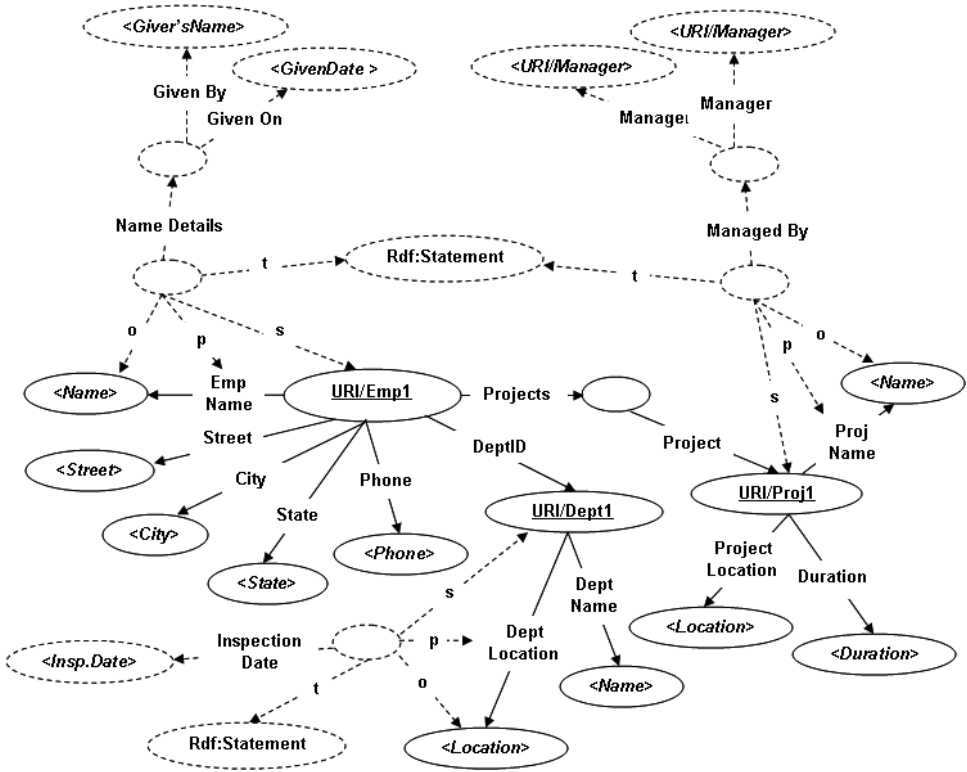 <Giver'sName>
<URI/Manager>
<GivenDate >
<URI/Manager>
Given By
Given On
Manager
Manager
Name Details
Managed By
Rdf:Statement
t
t
o
p
s
o
p
s
<Name>
Emp
Name
URI/Emp1
Projects
<Name>
Street
DeptID
Project
Proj
Name
<Street>
City
Phone
URI/Proj1
State
URI/Dept1
<City>
<Phone>
Project
Location
Duration
<State>
s
Dept
Name
<Location>
Inspection
Date
p
Dept
Location
<Insp.Date>
<Duration>
t
o
<Name>
Rdf:Statement
<Location>